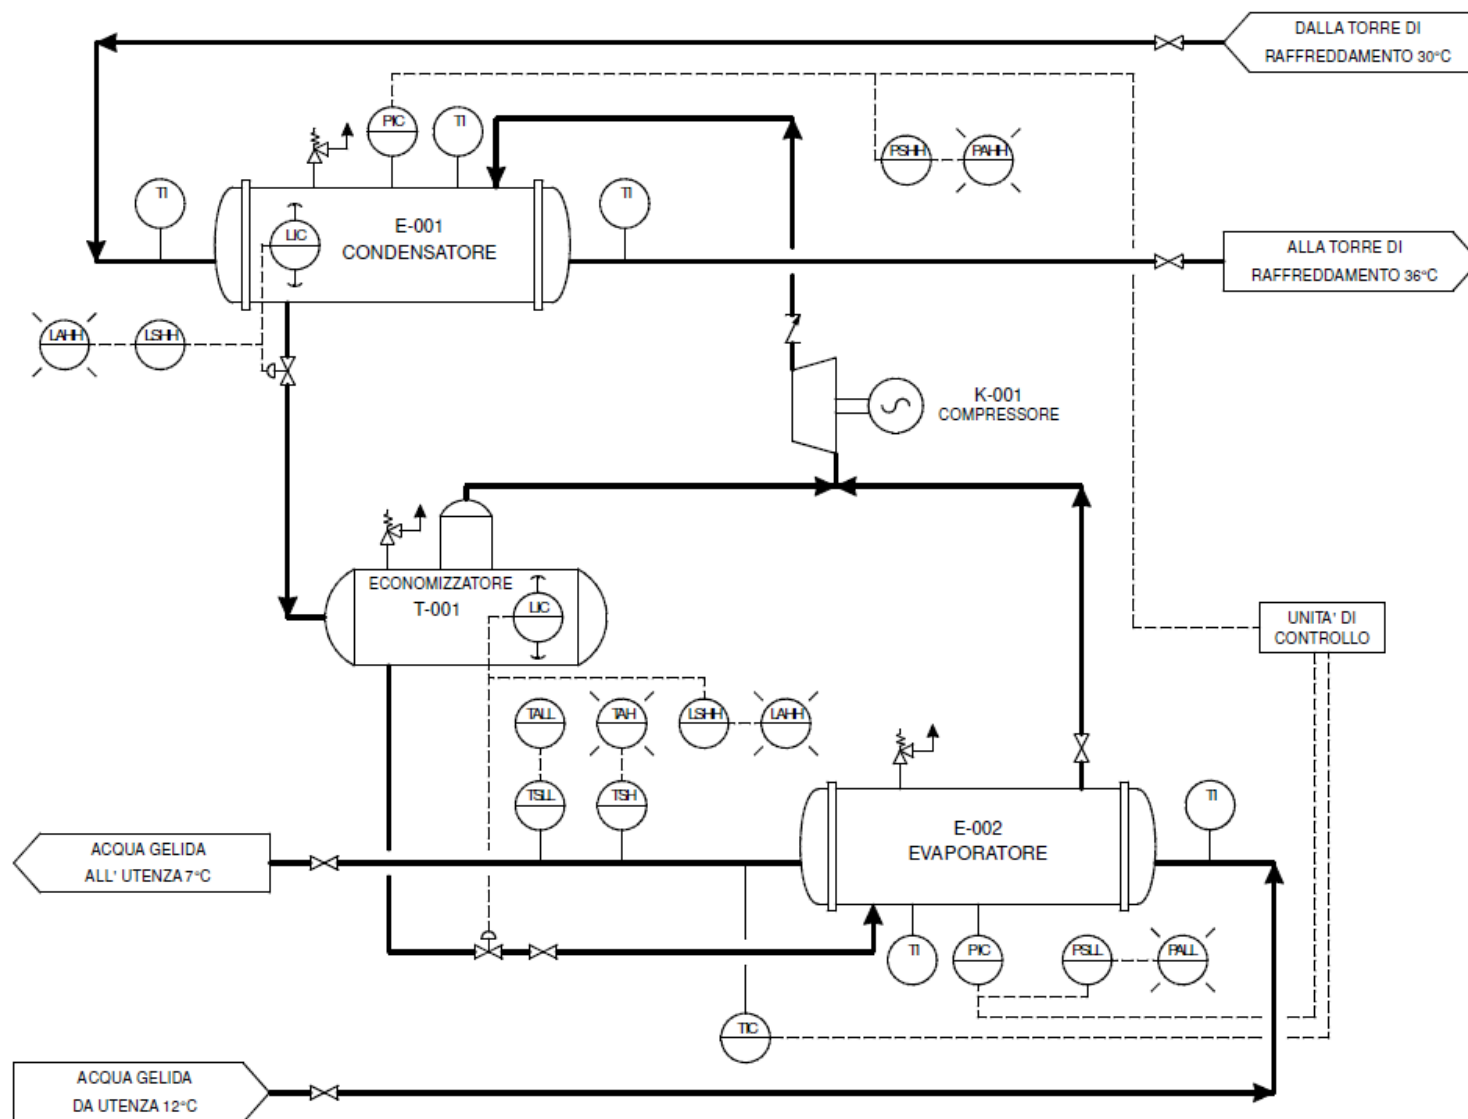 DALLA TORRE DI
RAFFREDDAMENTO 30°C
PIC
TI
PSHH
PAHH
TI
TI
LIC
E-001
CONDENSATORE
ALLA TORRE DI
RAFFREDDAMENTO 36°C
LAHH
LSHH
K-001
COMPRESSORE
ECONOMIZZATORE
T-001
LIC
UNITA' DI
CONTROLLO
TALL
TAH
LSHH
LAHH
TSLL
TSH
TI
E-002
EVAPORATORE
ACQUA GELIDA
ALL' UTENZA 7°C
TI
PIC
PSLL
PALL
TIC
ACQUA GELIDA
DA UTENZA 12°C